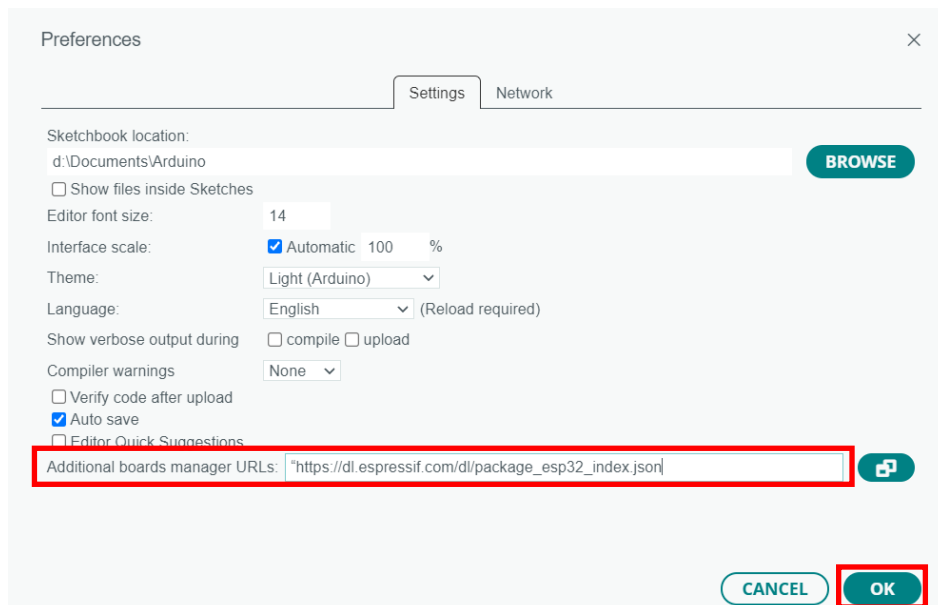 Preferences
Settings Network
Sketchbook location:
d:\Documents\Arduino BROWSE
Show files inside Sketches
Editor font size: 14
Interface scale: Automatic 100 %
Theme: Light (Arduino)
Language: English (Reload required)
Show verbose output during compile upload
Compiler warnings None
Verify code after upload
Auto save
Editor Quick Suggestions
Additional boards manager URLs: “https://dl.espressif.com/dl/package_esp32_index.json
CANCEL OK